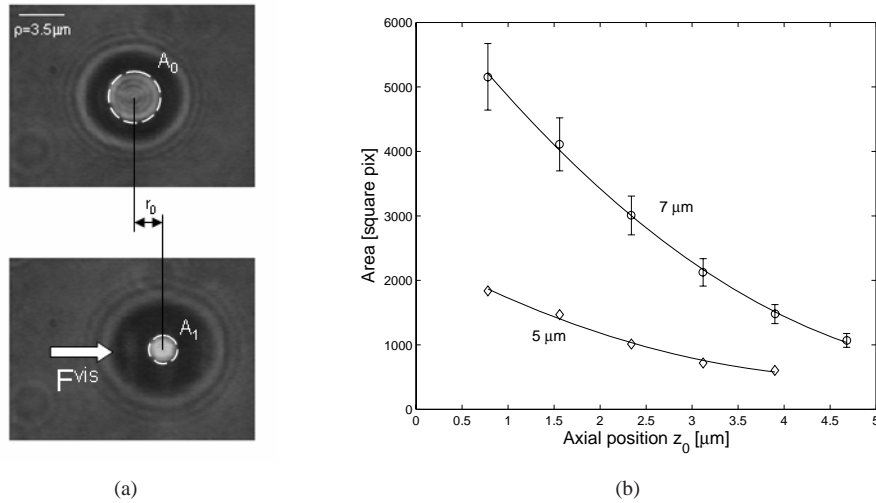 ρ=3.5μm
A₀
r₀
A₁
Fᵛⁱˢ
(a)
6000
5000
4000
3000
2000
1000
0
Area [square pix]
7 μm
5 μm
0 0.5 1 1.5 2 2.5 3 3.5 4 4.5 5
Axial position z₀ [μm]
(b)